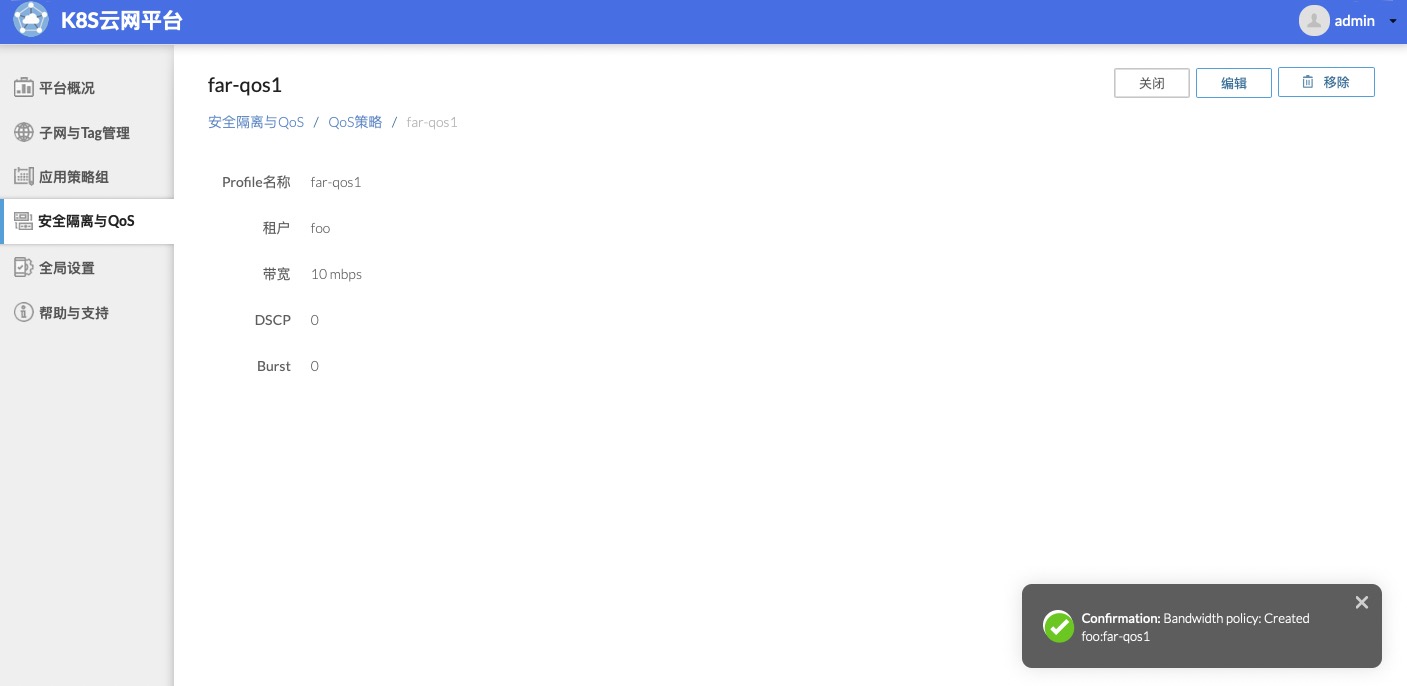 K8S云网平台
admin
平台概况
子网与Tag管理
应用策略组
安全隔离与QoS
全局设置
帮助与支持
far-qos1
关闭
编辑
移除
安全隔离与QoS / QoS策略 / far-qos1
Profile名称 far-qos1
租户 foo
带宽 10 mbps
DSCP 0
Burst 0
Confirmation: Bandwidth policy: Created
foo:far-qos1